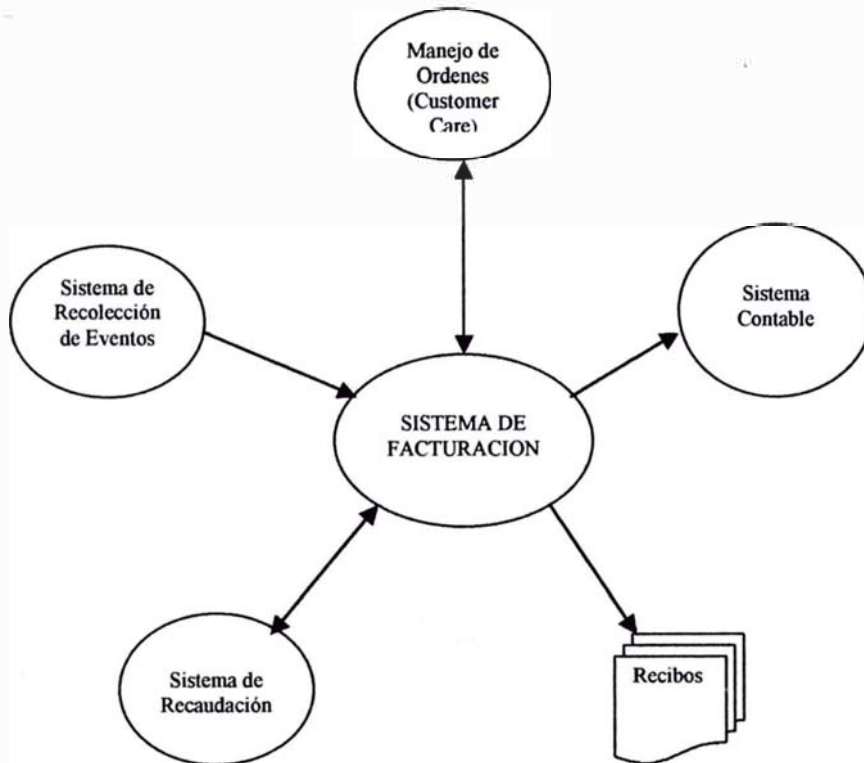 Manejo de
Ordenes
(Customer
Care)
Sistema de
Recolección
de Eventos
Sistema
Contable
SISTEMA DE
FACTURACION
Sistema de
Recaudación
Recibos